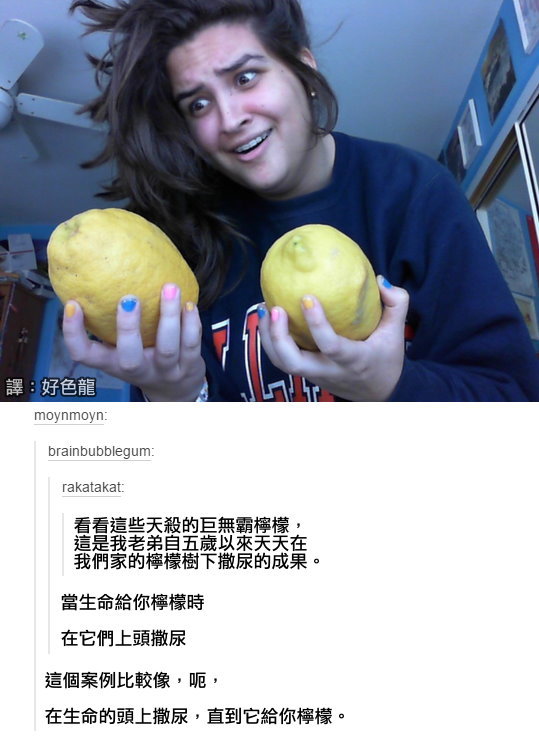 譯：好色龍
moynmoyn:
brainbubblegum:
rakatakat:
看看這些天殺的巨無霸檸檬，
這是我老弟自五歲以來天天在
我們家的檸檬樹下撒尿的成果。
當生命給你檸檬時
在它們上頭撒尿
這個案例比較像，呃，
在生命的頭上撒尿，直到它給你檸檬。